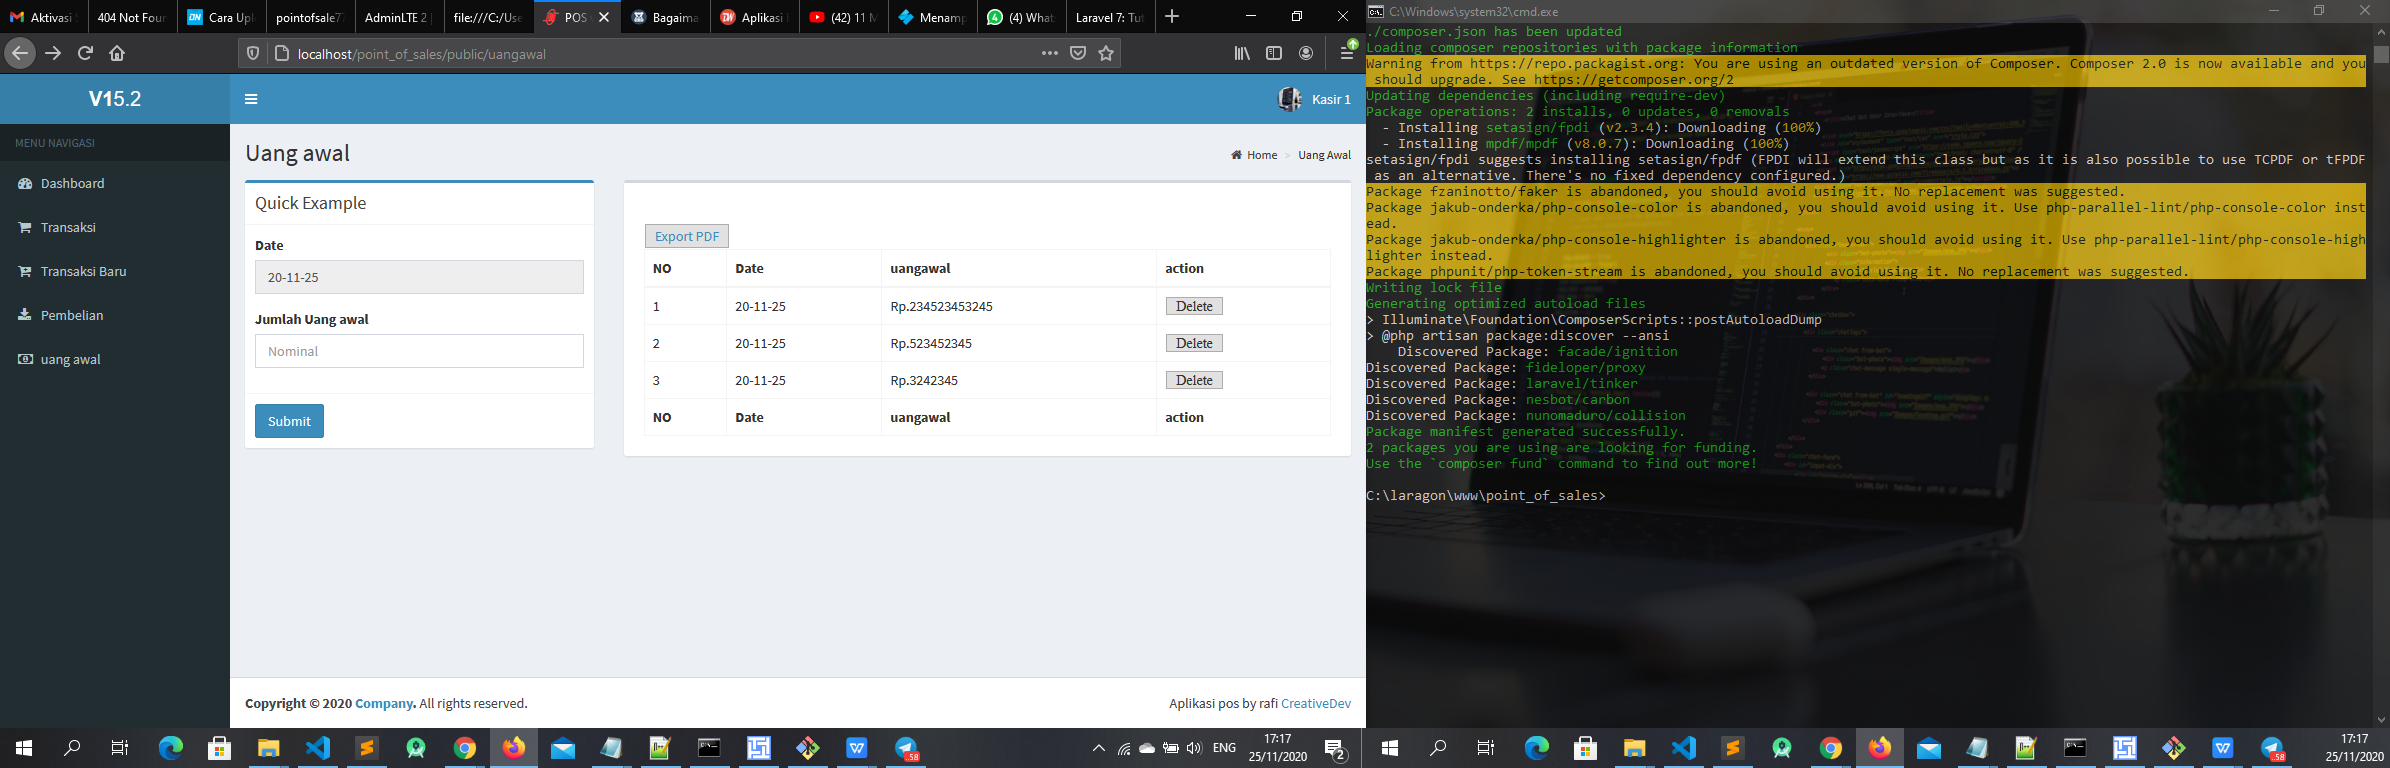 Aktivasi
404 Not Foun
Cara Uplo
pointofsale77
AdminLTE 2 |
file:///C:/Use
POS
Bagaima
Aplikasi
(42) 11 M
Menamp
(4) What
Laravel 7: Tut
localhost/point_of_sales/public/uangawal
V15.2
Kasir 1
MENU NAVIGASI
Dashboard
Transaksi
Transaksi Baru
Pembelian
uang awal
Uang awal
Home > Uang Awal
Quick Example
Date
20-11-25
Jumlah Uang awal
Nominal
Submit
Export PDF
NO Date uangawal action
1 20-11-25 Rp.234523453245 Delete
2 20-11-25 Rp.523452345 Delete
3 20-11-25 Rp.3242345 Delete
NO Date uangawal action
Copyright © 2020 Company. All rights reserved.
Aplikasi pos by rafi CreativeDev
.58
ENG
17:17
25/11/2020
2
C:\Windows\system32\cmd.exe
./composer.json has been updated
Loading composer repositories with package information
Warning from https://repo.packagist.org: You are using an outdated version of Composer. Composer 2.0 is now available and you
should upgrade. See https://getcomposer.org/2
Updating dependencies (including require-dev)
Package operations: 2 installs, 0 updates, 0 removals
- Installing setasign/fpdi (v2.3.4): Downloading (100%)
- Installing mpdf/mpdf (v8.0.7): Downloading (100%)
setasign/fpdi suggests installing setasign/fpdf (FPDI will extend this class but as it is also possible to use TCPDF or tFPDF
as an alternative. There's no fixed dependency configured.)
Package fzaninotto/faker is abandoned, you should avoid using it. No replacement was suggested.
Package jakub-onderka/php-console-color is abandoned, you should avoid using it. Use php-parallel-lint/php-console-color inst
ead.
Package jakub-onderka/php-console-highlighter is abandoned, you should avoid using it. Use php-parallel-lint/php-console-high
lighter instead.
Package phpunit/php-token-stream is abandoned, you should avoid using it. No replacement was suggested.
Writing lock file
Generating optimized autoload files
> Illuminate\Foundation\ComposerScripts::postAutoloadDump
> @php artisan package:discover --ansi
Discovered Package: facade/ignition
Discovered Package: fideloper/proxy
Discovered Package: laravel/tinker
Discovered Package: nesbot/carbon
Discovered Package: nunomaduro/collision
Package manifest generated successfully.
2 packages you are using are looking for funding.
Use the `composer fund` command to find out more!
C:\laragon\www\point_of_sales>
.58
17:17
25/11/2020